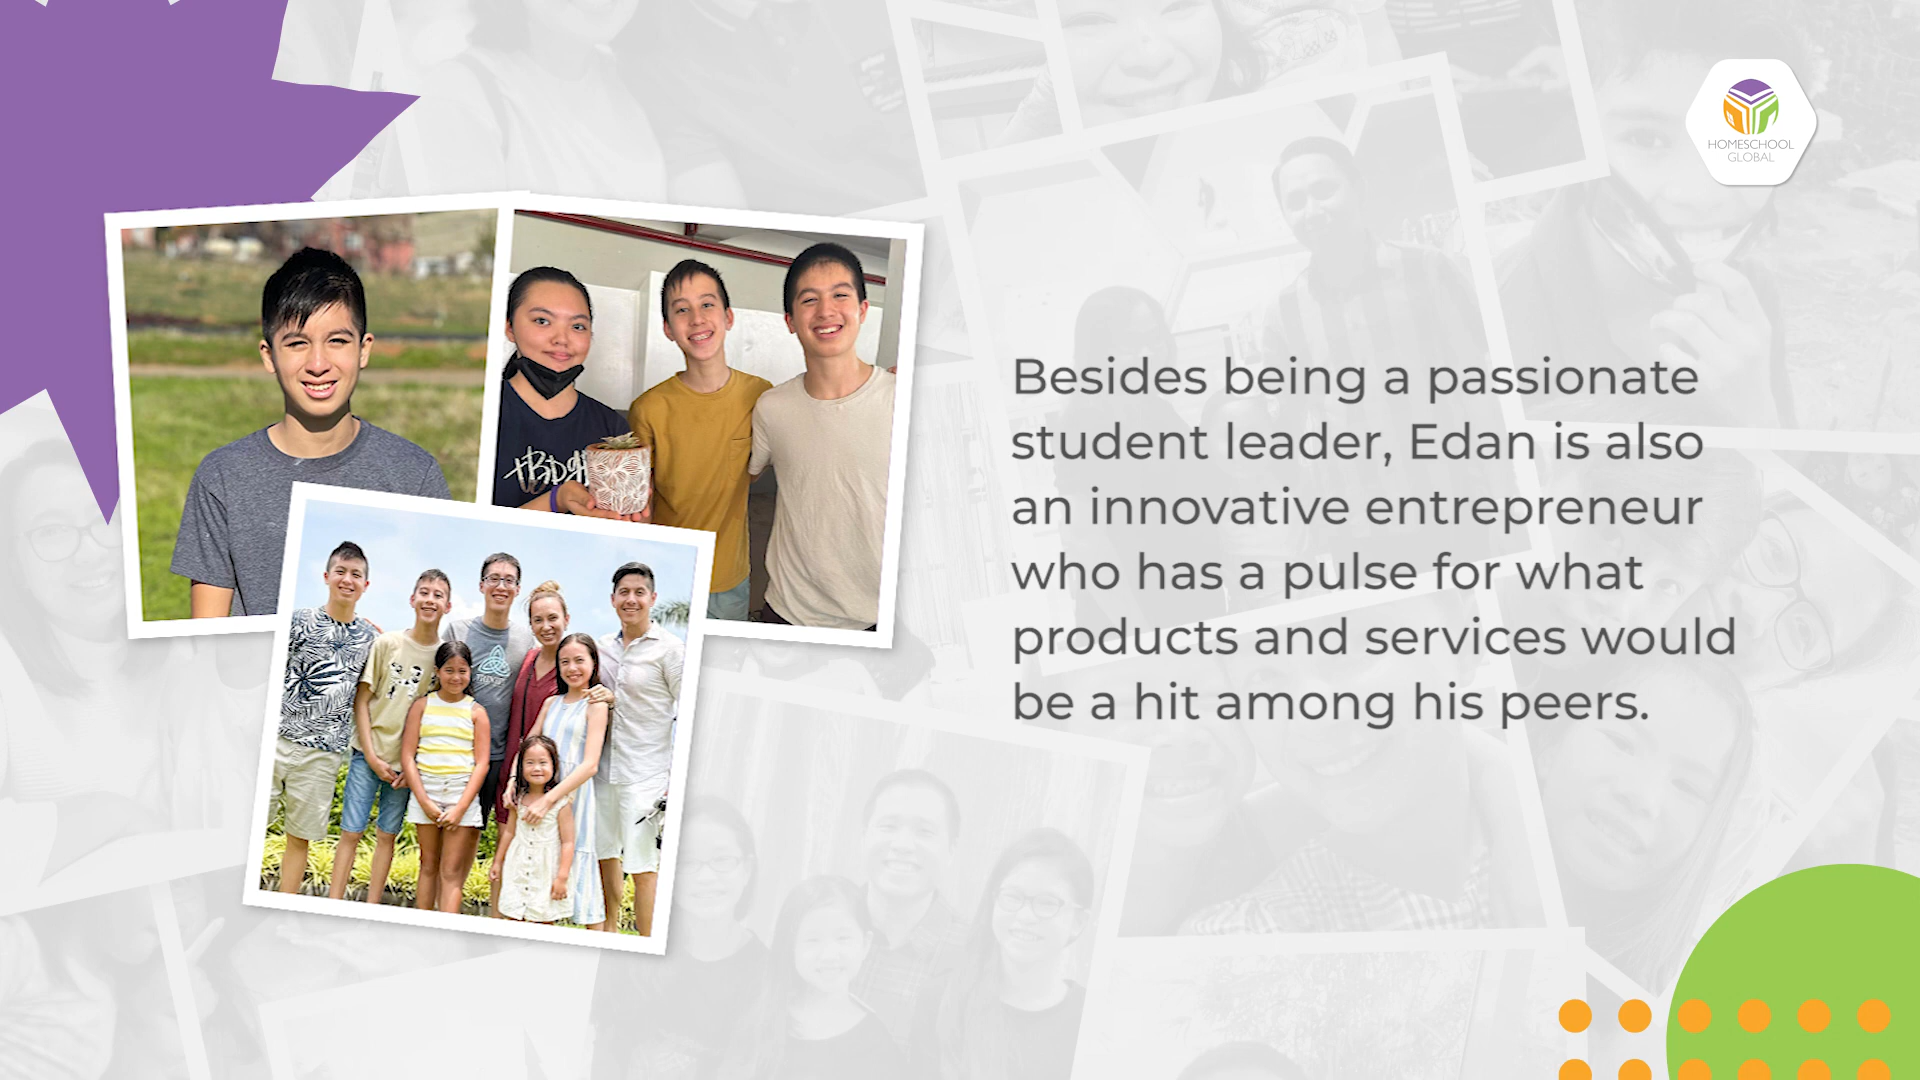 HOMESCHOOL
GLOBAL
Besides being a passionate
student leader, Edan is also
an innovative entrepreneur
who has a pulse for what
products and services would
be a hit among his peers.